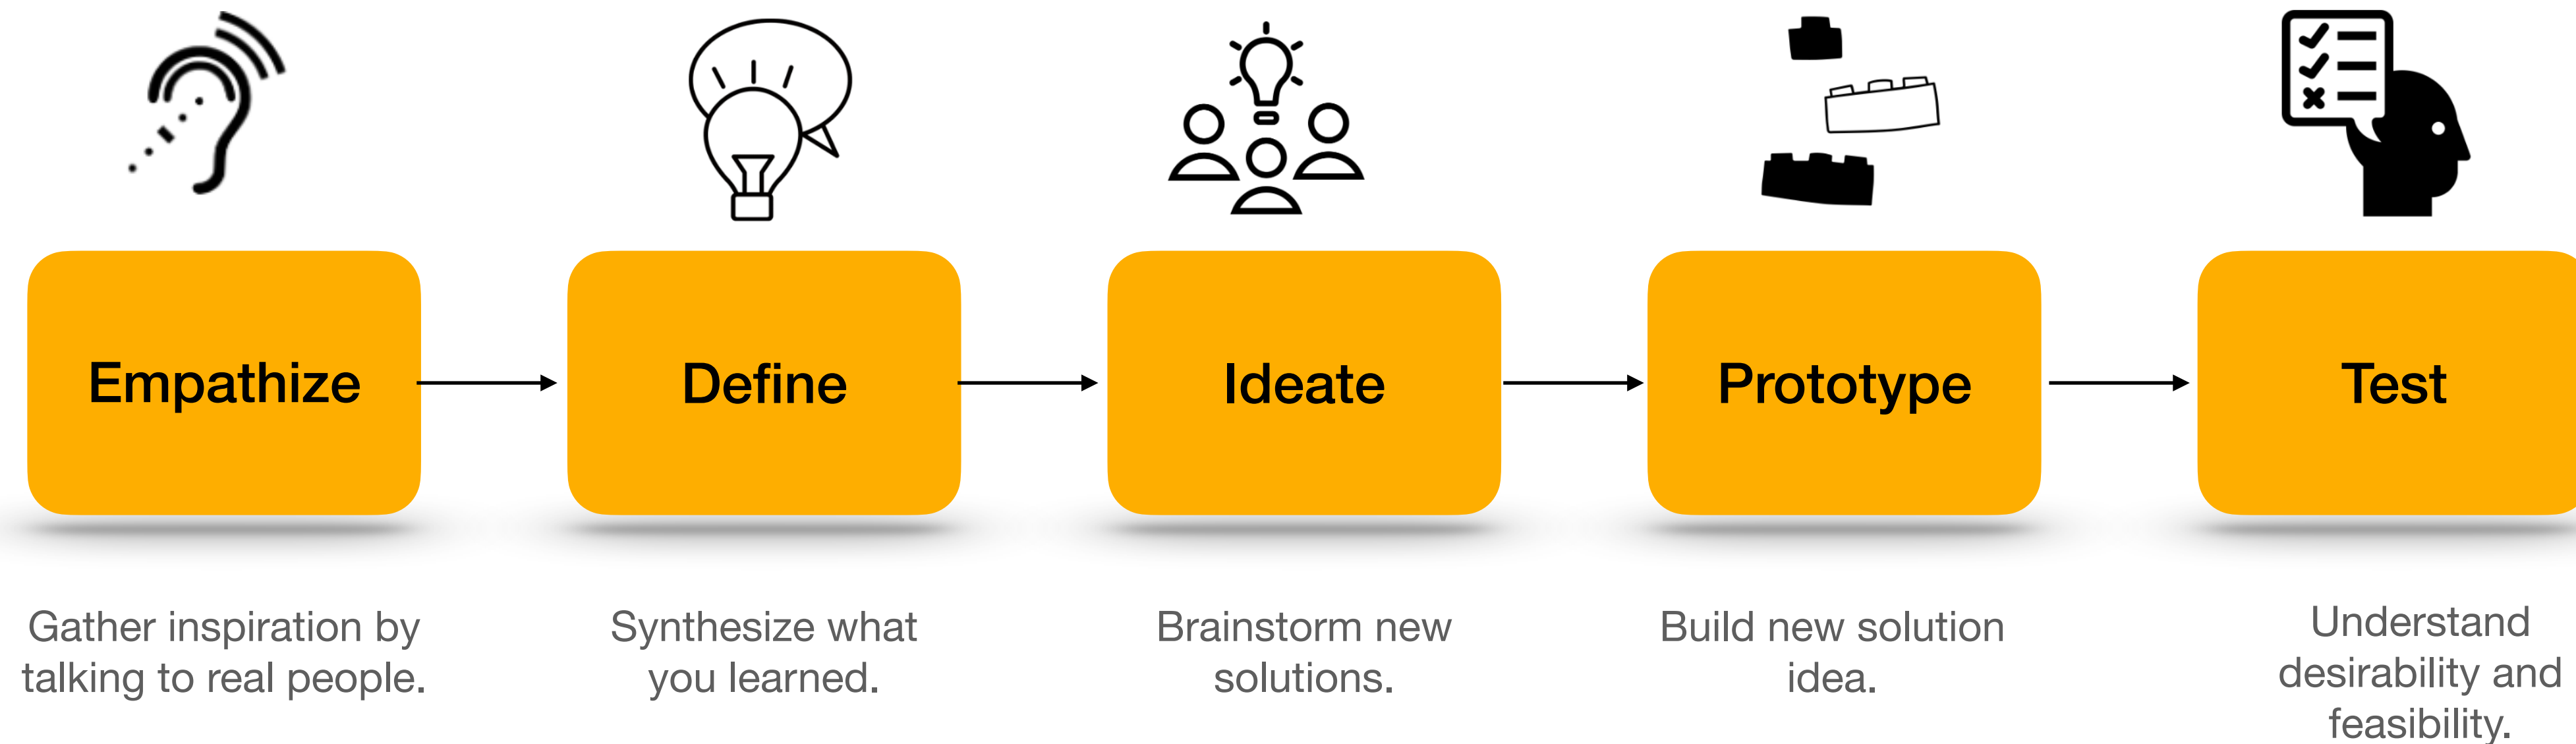 Empathize
Define
Ideate
Prototype
Test
Gather inspiration by
talking to real people.
Synthesize what
you learned.
Brainstorm new
solutions.
Build new solution
idea.
Understand
desirability and
feasibility.